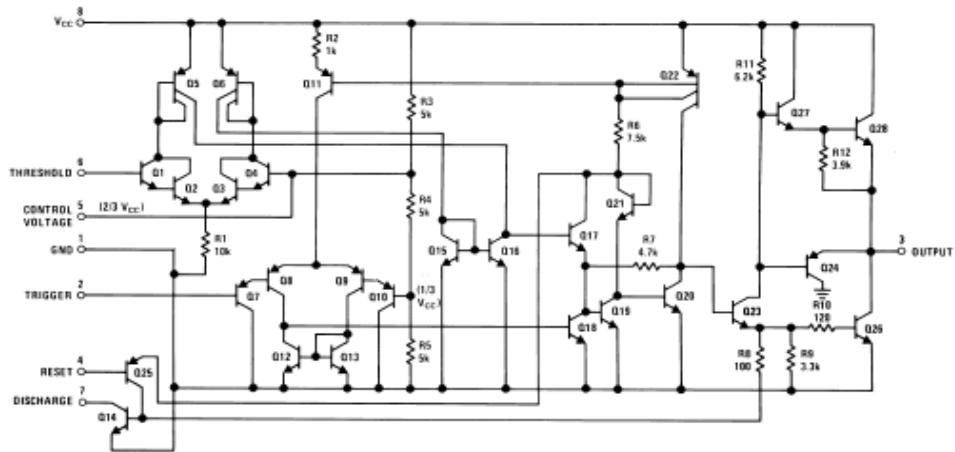 8
VCC
R2
1k
Q5
Q6
Q11
R3
5k
Q22
R11
6.2k
Q27
Q28
R6
7.5k
R12
3.9k
6
THRESHOLD
Q1
Q2
Q3
Q4
5
CONTROL
VOLTAGE
(2/3 VCC)
R4
5k
Q21
1
GND
R1
10k
Q15
Q16
Q17
R7
4.7k
3
OUTPUT
2
TRIGGER
Q7
Q8
Q9
Q10
(1/3
VCC)
Q18
Q19
Q20
Q23
Q24
R10
120
Q26
Q12
Q13
R5
5k
R8
100
R9
3.3k
4
RESET
Q25
7
DISCHARGE
Q14